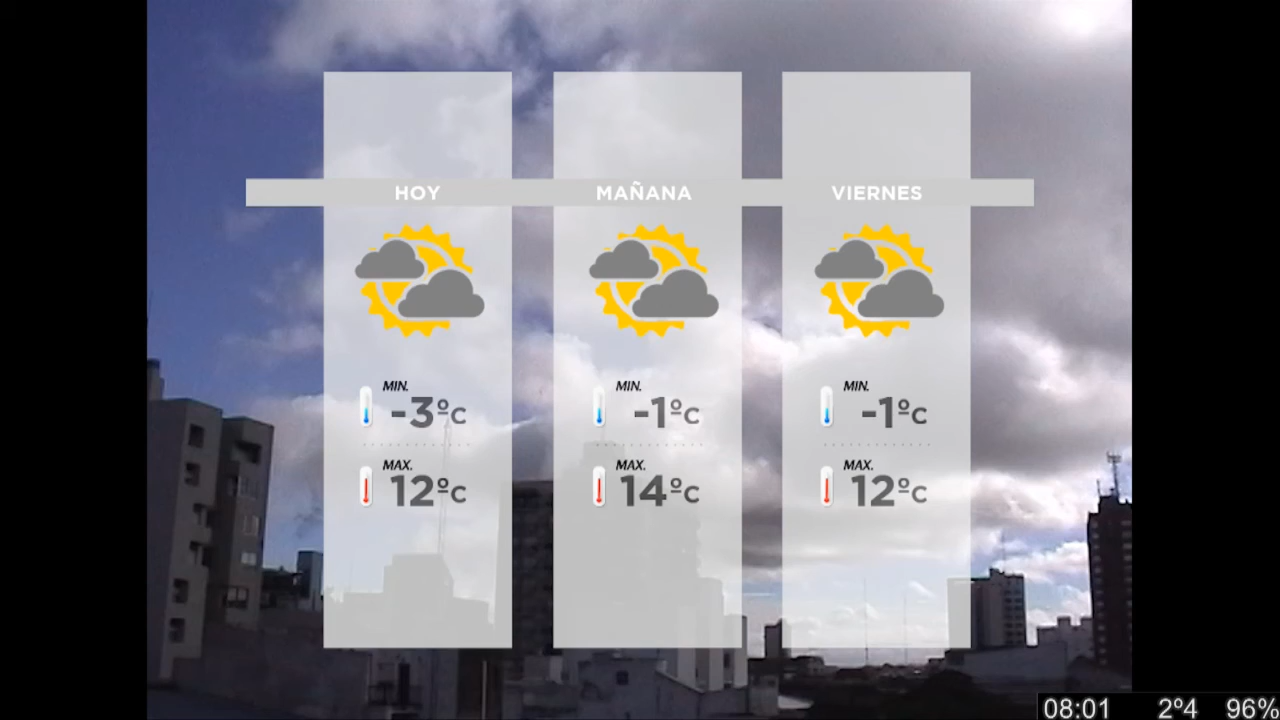 HOY MAÑANA VIERNES
MIN. MIN. MIN.
-3ºC -1ºC -1ºC
MAX. MAX. MAX.
12ºC 14ºC 12ºC
08:01 2º4 96%